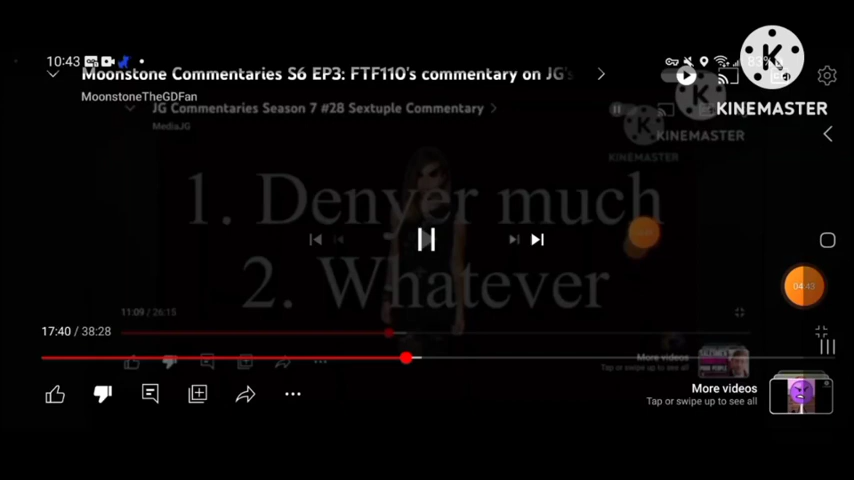 10:43
83%
Moonstone Commentaries S6 EP3: FTF110's commentary on JG's
MoonstoneTheGDFan
KINEMASTER
JG Commentaries Season 7 #28 Sextuple Commentary
MediaJG
KINEMASTER
KINEMASTER
1. Denyer much
2. Whatever
04:43
11:09 / 26:15
17:40 / 38:28
More videos
Tap or swipe up to see all
More videos
Tap or swipe up to see all